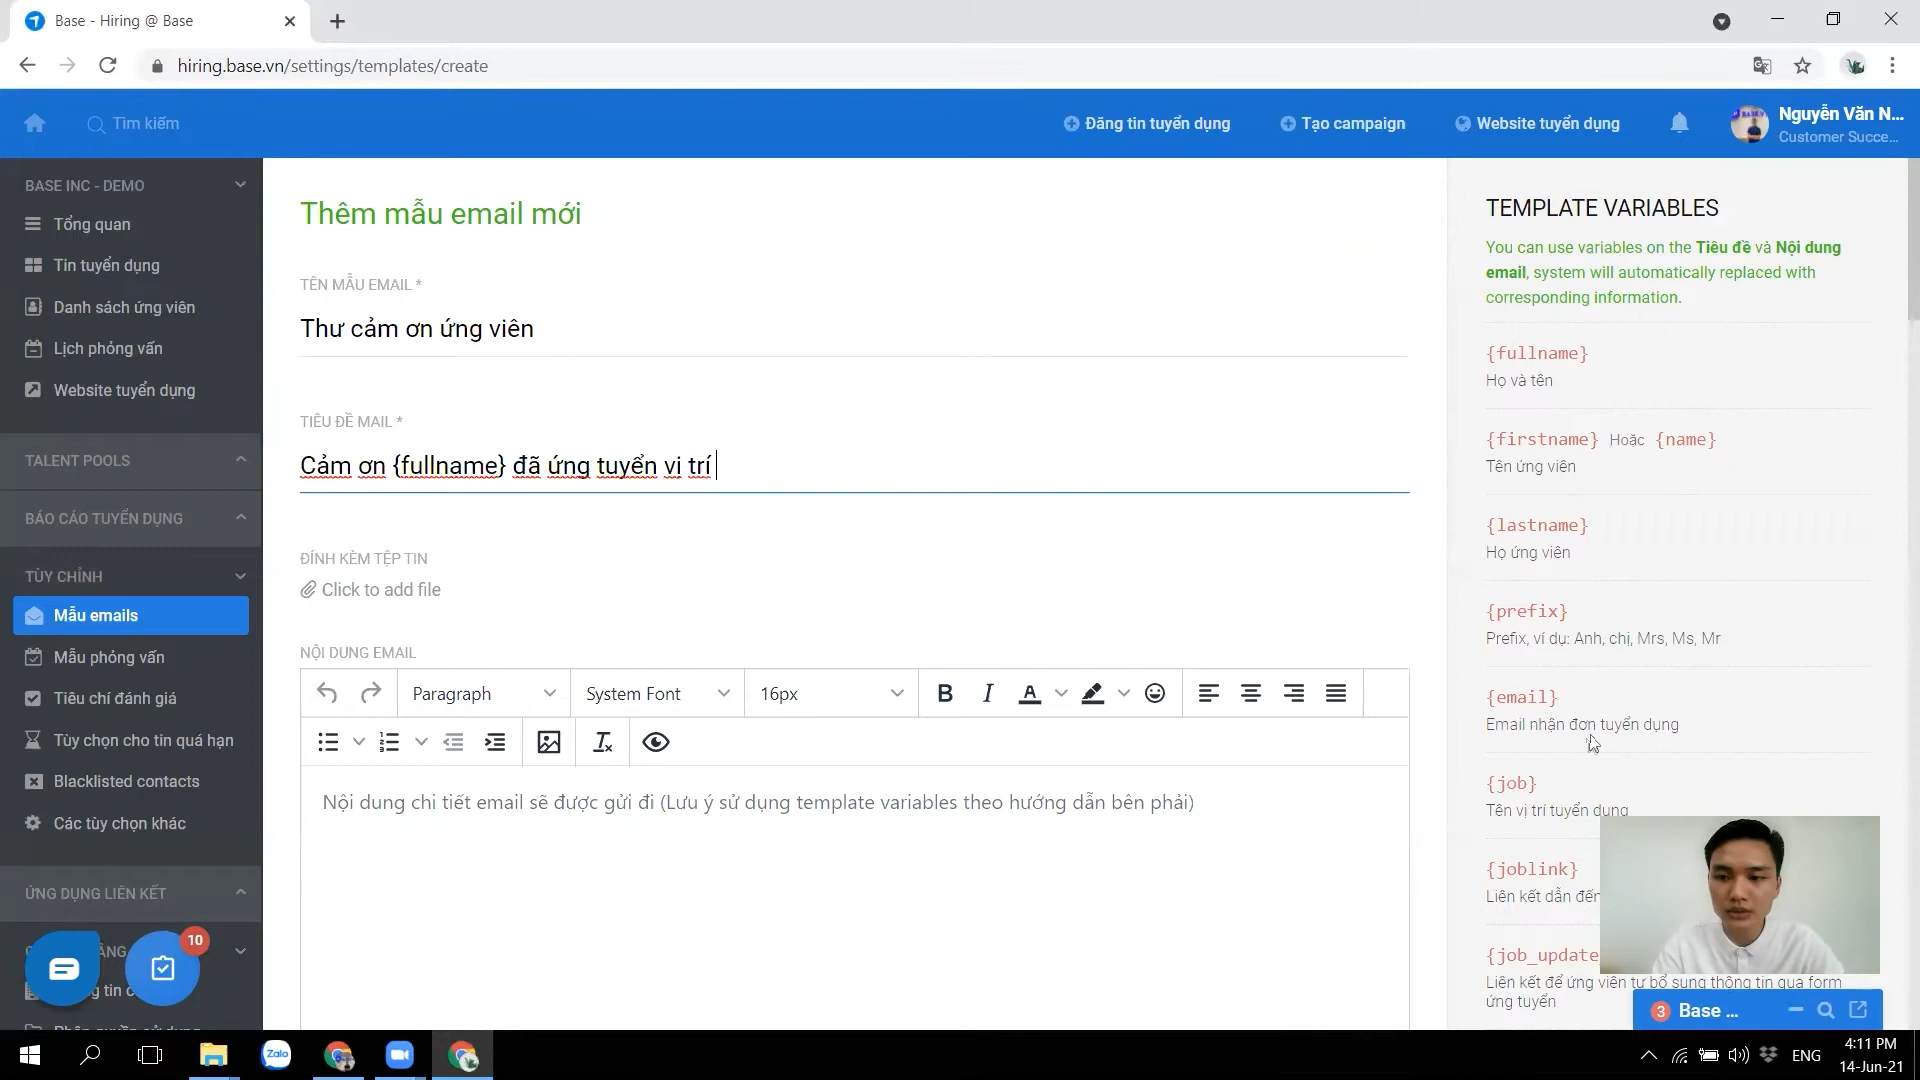 Base - Hiring @ Base
hiring.base.vn/settings/templates/create
Tìm kiếm
Đăng tin tuyển dụng
Tạo campaign
Website tuyển dụng
Nguyễn Văn N...
Customer Succe...
BASE INC - DEMO
Tổng quan
Tin tuyển dụng
Danh sách ứng viên
Lịch phỏng vấn
Website tuyển dụng
TALENT POOLS
BÁO CÁO TUYỂN DỤNG
TÙY CHỈNH
Mẫu emails
Mẫu phỏng vấn
Tiêu chí đánh giá
Tùy chọn cho tin quá hạn
Blacklisted contacts
Các tùy chọn khác
ỨNG DỤNG LIÊN KẾT
10
Thêm mẫu email mới
TÊN MẪU EMAIL *
Thư cảm ơn ứng viên
TIÊU ĐỀ MAIL *
Cảm ơn {fullname} đã ứng tuyển vị trí
ĐÍNH KÈM TỆP TIN
Click to add file
NỘI DUNG EMAIL
Paragraph
System Font
16px
Nội dung chi tiết email sẽ được gửi đi (Lưu ý sử dụng template variables theo hướng dẫn bên phải)
TEMPLATE VARIABLES
You can use variables on the Tiêu đề và Nội dung
email, system will automatically replaced with
corresponding information.
{fullname}
Họ và tên
{firstname} Hoặc {name}
Tên ứng viên
{lastname}
Họ ứng viên
{prefix}
Prefix, ví dụ: Anh, chị, Mrs, Ms, Mr
{email}
Email nhận đơn tuyển dụng
{job}
Tên vị trí tuyển dụng
{joblink}
Liên kết dẫn đến
{job_update
Liên kết để ứng viên tự bổ sung thông tin qua form
ứng tuyển
3 Base ...
Zalo
ENG
4:11 PM
14-Jun-21